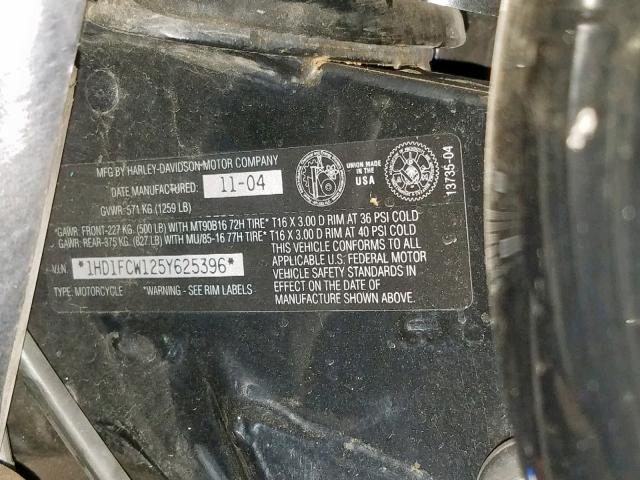 MFG BY HARLEY-DAVIDSON MOTOR COMPANY
DATE MANUFACTURED: 11-04
GVWR: 571 KG (1259 LB)
UNION MADE
IN THE
USA
13735-04
*GAWR: FRONT-227 KG. (500 LB) WITH MT90B16 72H TIRE* T16 X 3.00 D RIM AT 36 PSI COLD
GAWR: REAR-375 KG. (827 LB) WITH MU/85-16 77H TIRE* T16 X 3.00 D RIM AT 40 PSI COLD
V.I.N. *1HD1FCW125Y625396*
TYPE: MOTORCYCLE *WARNING - SEE RIM LABELS
THIS VEHICLE CONFORMS TO ALL
APPLICABLE U.S. FEDERAL MOTOR
VEHICLE SAFETY STANDARDS IN
EFFECT ON THE DATE OF
MANUFACTURE SHOWN ABOVE.